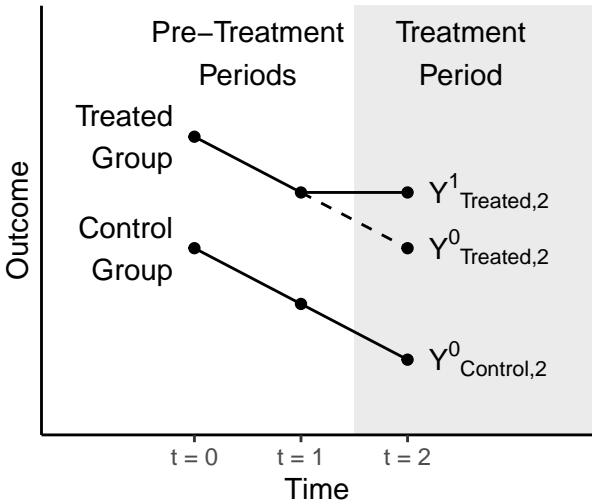 Pre−Treatment
Periods
Treatment
Period
Treated
Group
Control
Group
Y¹Treated,2
Y⁰Treated,2
Y⁰Control,2
Outcome
t = 0
t = 1
t = 2
Time